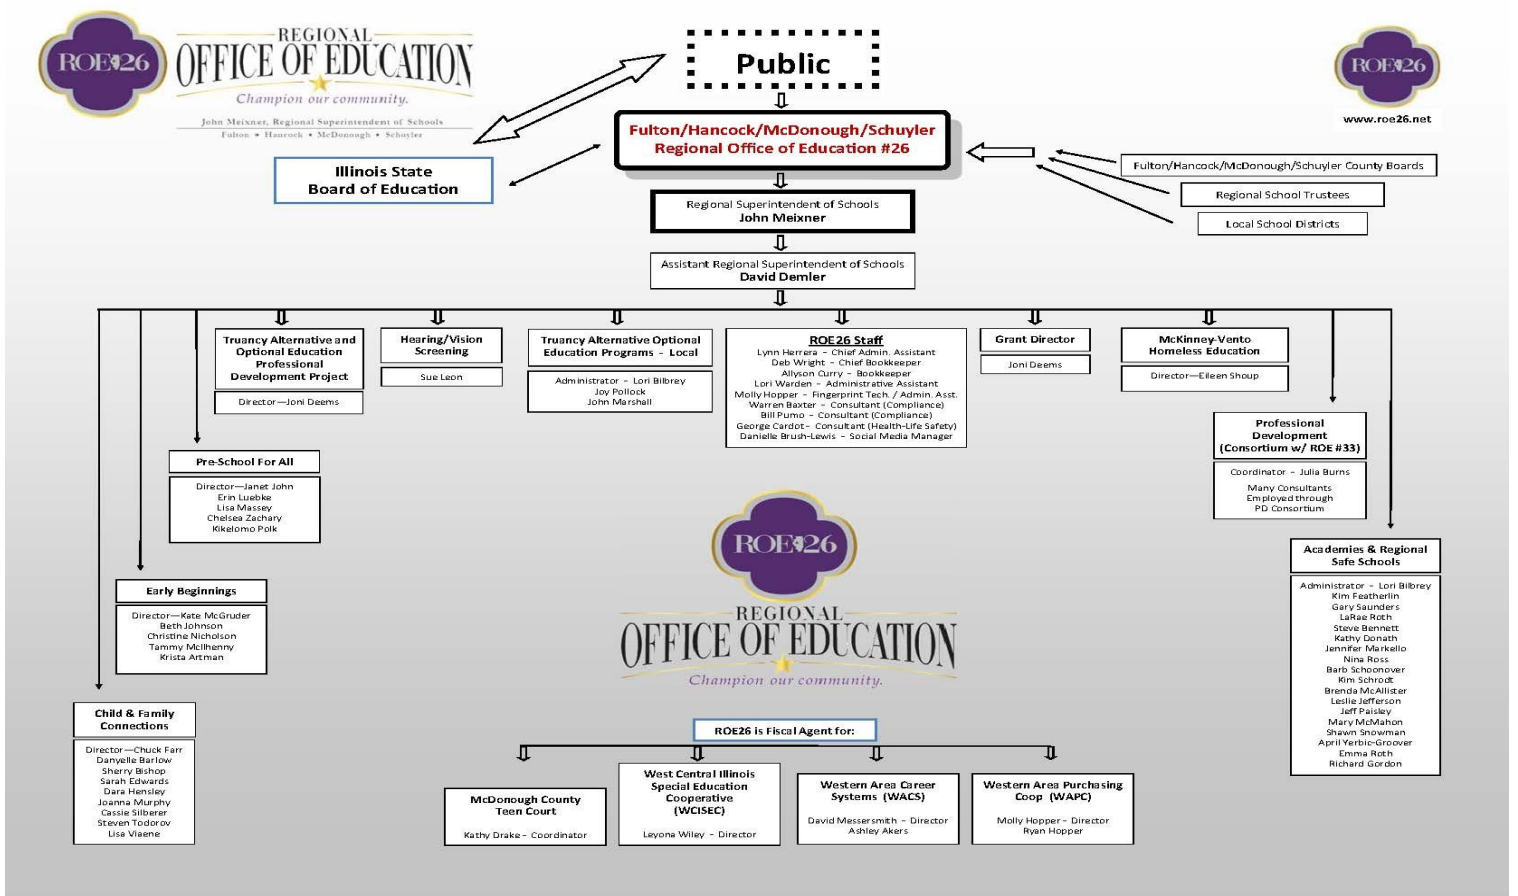 ROE26
REGIONAL
OFFICE OF EDUCATION
Champion our community.
John Meixner, Regional Superintendent of Schools
Fulton • Hancock • McDonough • Schuyler
Public
ROE26
www.roe26.net
Fulton/Hancock/McDonough/Schuyler
Regional Office of Education #26
Illinois State
Board of Education
Fulton/Hancock/McDonough/Schuyler County Boards
Regional School Trustees
Local School Districts
Regional Superintendent of Schools
John Meixner
Assistant Regional Superintendent of Schools
David Demler
Truancy Alternative and
Optional Education
Professional
Development Project
Director—Joni Deems
Hearing/Vision
Screening
Sue Leon
Truancy Alternative Optional
Education Programs - Local
Administrator - Lori Bilbrey
Joy Pollock
John Marshall
ROE26 Staff
Lynn Herrera - Chief Admin. Assistant
Deb Wright - Chief Bookkeeper
Allyson Curry - Bookkeeper
Lori Warden - Administrative Assistant
Molly Hopper - Fingerprint Tech. / Admin. Asst.
Warren Baxter - Consultant (Compliance)
Bill Pumo - Consultant (Compliance)
George Cardot - Consultant (Health-Life Safety)
Danielle Brush-Lewis - Social Media Manager
Grant Director
Joni Deems
McKinney-Vento
Homeless Education
Director—Eileen Shoup
Professional
Development
(Consortium w/ ROE #33)
Coordinator - Julia Burns
Many Consultants
Employed through
PD Consortium
Pre-School For All
Director—Janet John
Erin Luebke
Lisa Massey
Chelsea Zachary
Kikelomo Polk
Early Beginnings
Director—Kate McGruder
Beth Johnson
Christine Nicholson
Tammy McIlhenny
Krista Artman
Child & Family
Connections
Director—Chuck Farr
Danyelle Barlow
Sherry Bishop
Sarah Edwards
Dara Hensley
Joanna Murphy
Cassie Silberer
Steven Todorov
Lisa Viaene
Academies & Regional
Safe Schools
Administrator - Lori Bilbrey
Kim Featherlin
Gary Saunders
LaRae Roth
Steve Bennett
Kathy Donath
Jennifer Markello
Nina Ross
Barb Schoonover
Kim Schrodt
Brenda McAllister
Leslie Jefferson
Jeff Paisley
Mary McMahon
Shawn Snowman
April Yerbic-Groover
Emma Roth
Richard Gordon
ROE26
REGIONAL
OFFICE OF EDUCATION
Champion our community.
ROE26 is Fiscal Agent for:
McDonough County
Teen Court
Kathy Drake - Coordinator
West Central Illinois
Special Education
Cooperative
(WCISEC)
Leyona Wiley - Director
Western Area Career
Systems (WACS)
David Messersmith - Director
Ashley Akers
Western Area Purchasing
Coop (WAPC)
Molly Hopper - Director
Ryan Hopper